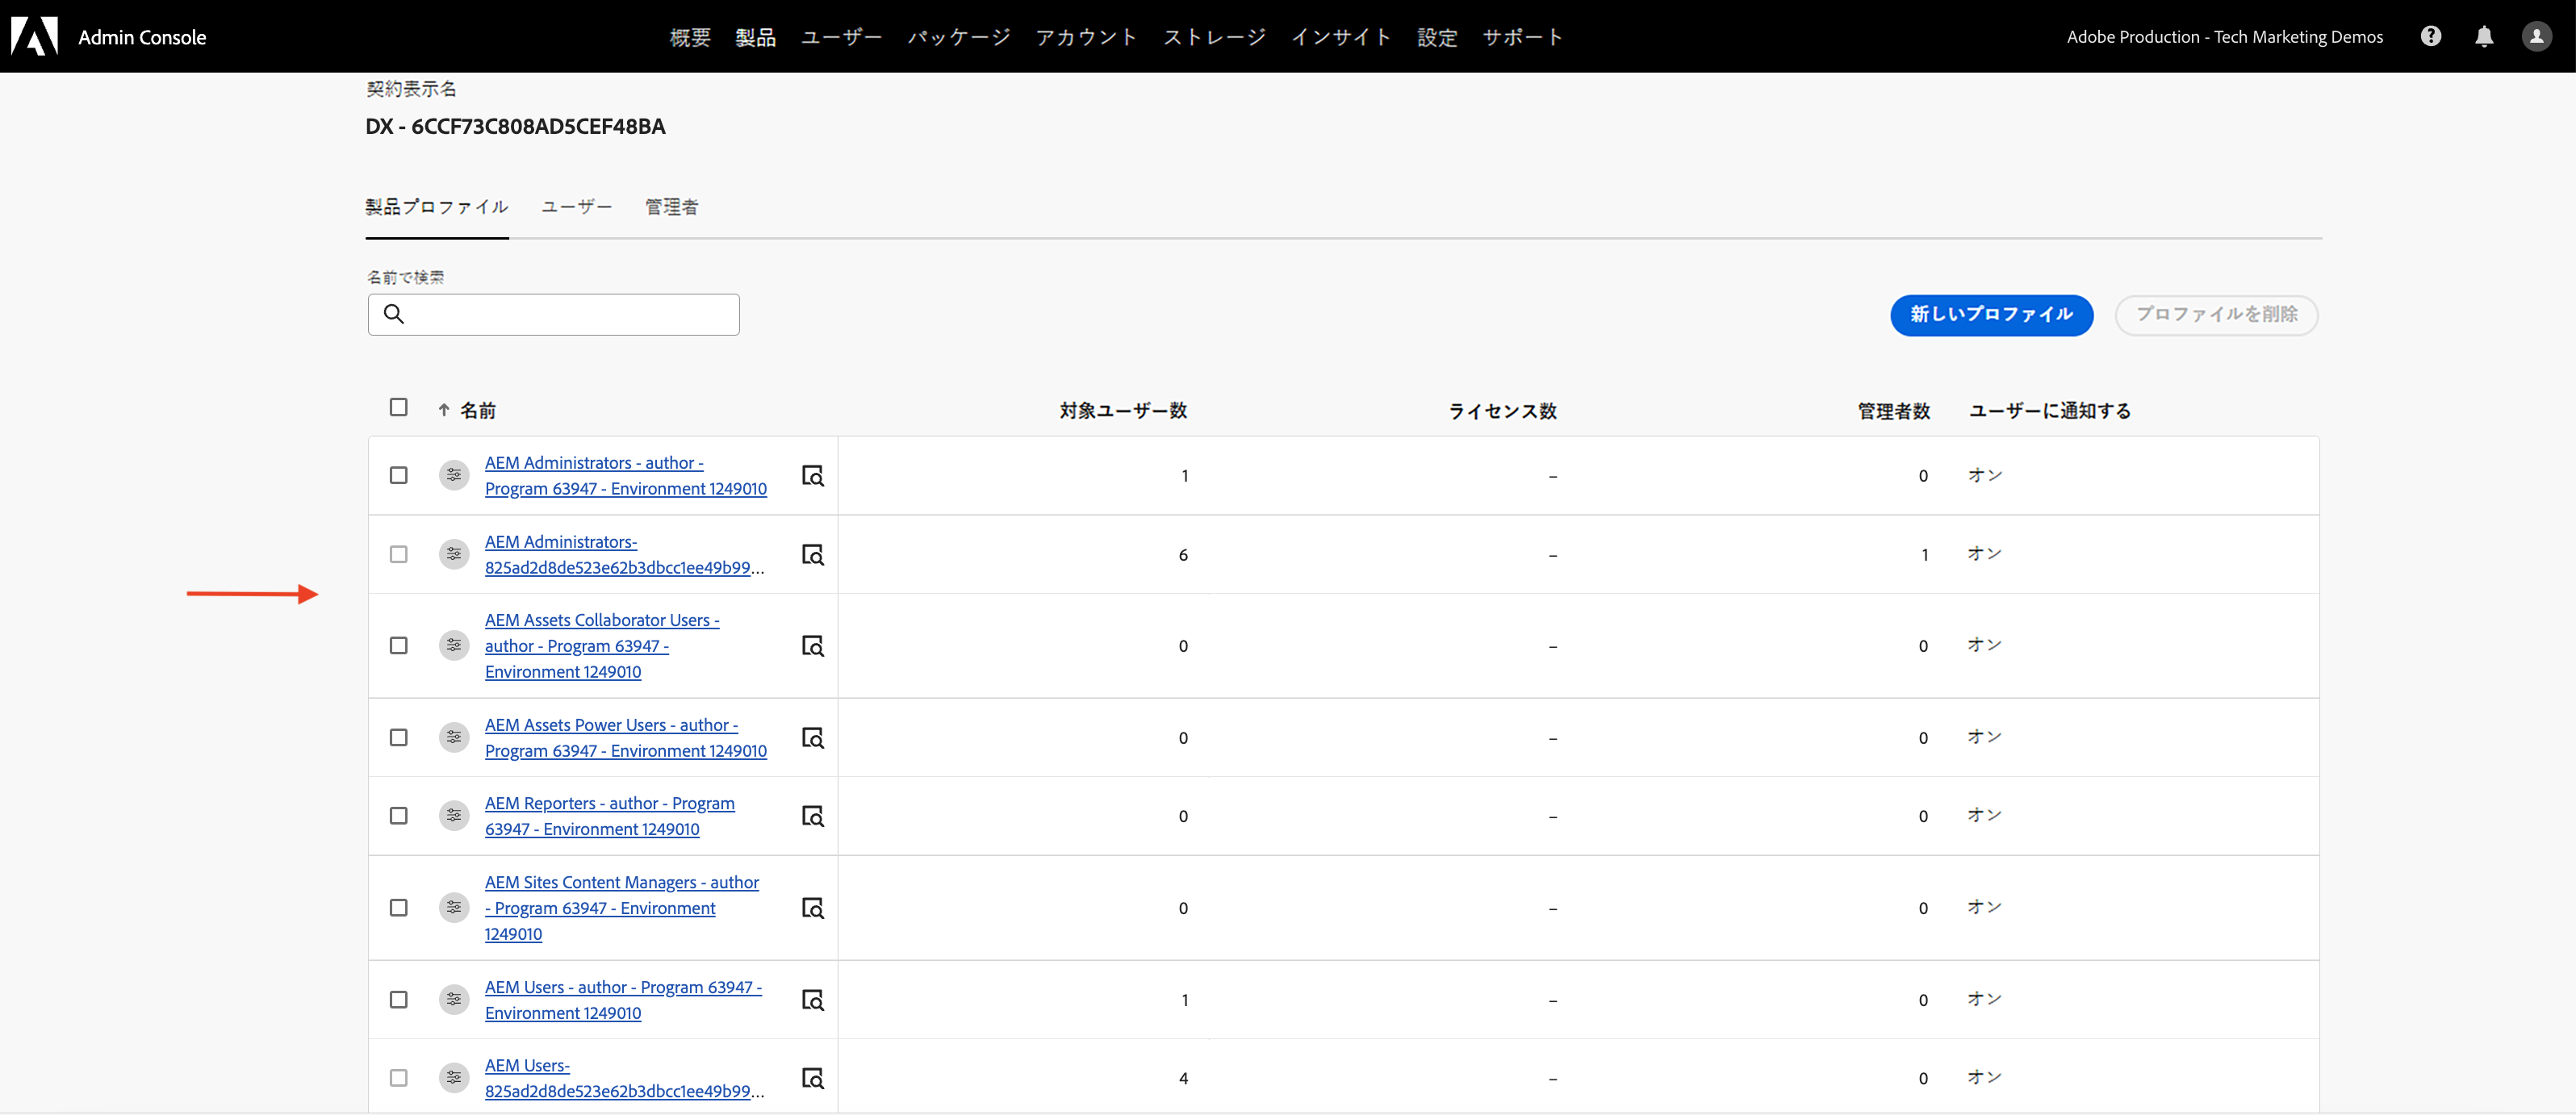 Admin Console
概要 製品 ユーザー パッケージ アカウント ストレージ インサイト 設定 サポート
Adobe Production - Tech Marketing Demos
契約表示名
DX - 6CCF73C808AD5CEF48BA
製品プロファイル ユーザー 管理者
名前で検索
新しいプロファイル プロファイルを削除
↑ 名前 対象ユーザー数 ライセンス数 管理者数 ユーザーに通知する
AEM Administrators - author -
Program 63947 - Environment 1249010
1 – 0 オン
AEM Administrators-
825ad2d8de523e62b3dbcc1ee49b99...
6 – 1 オン
AEM Assets Collaborator Users -
author - Program 63947 -
Environment 1249010
0 – 0 オン
AEM Assets Power Users - author -
Program 63947 - Environment 1249010
0 – 0 オン
AEM Reporters - author - Program
63947 - Environment 1249010
0 – 0 オン
AEM Sites Content Managers - author
- Program 63947 - Environment
1249010
0 – 0 オン
AEM Users - author - Program 63947 -
Environment 1249010
1 – 0 オン
AEM Users-
825ad2d8de523e62b3dbcc1ee49b99...
4 – 0 オン